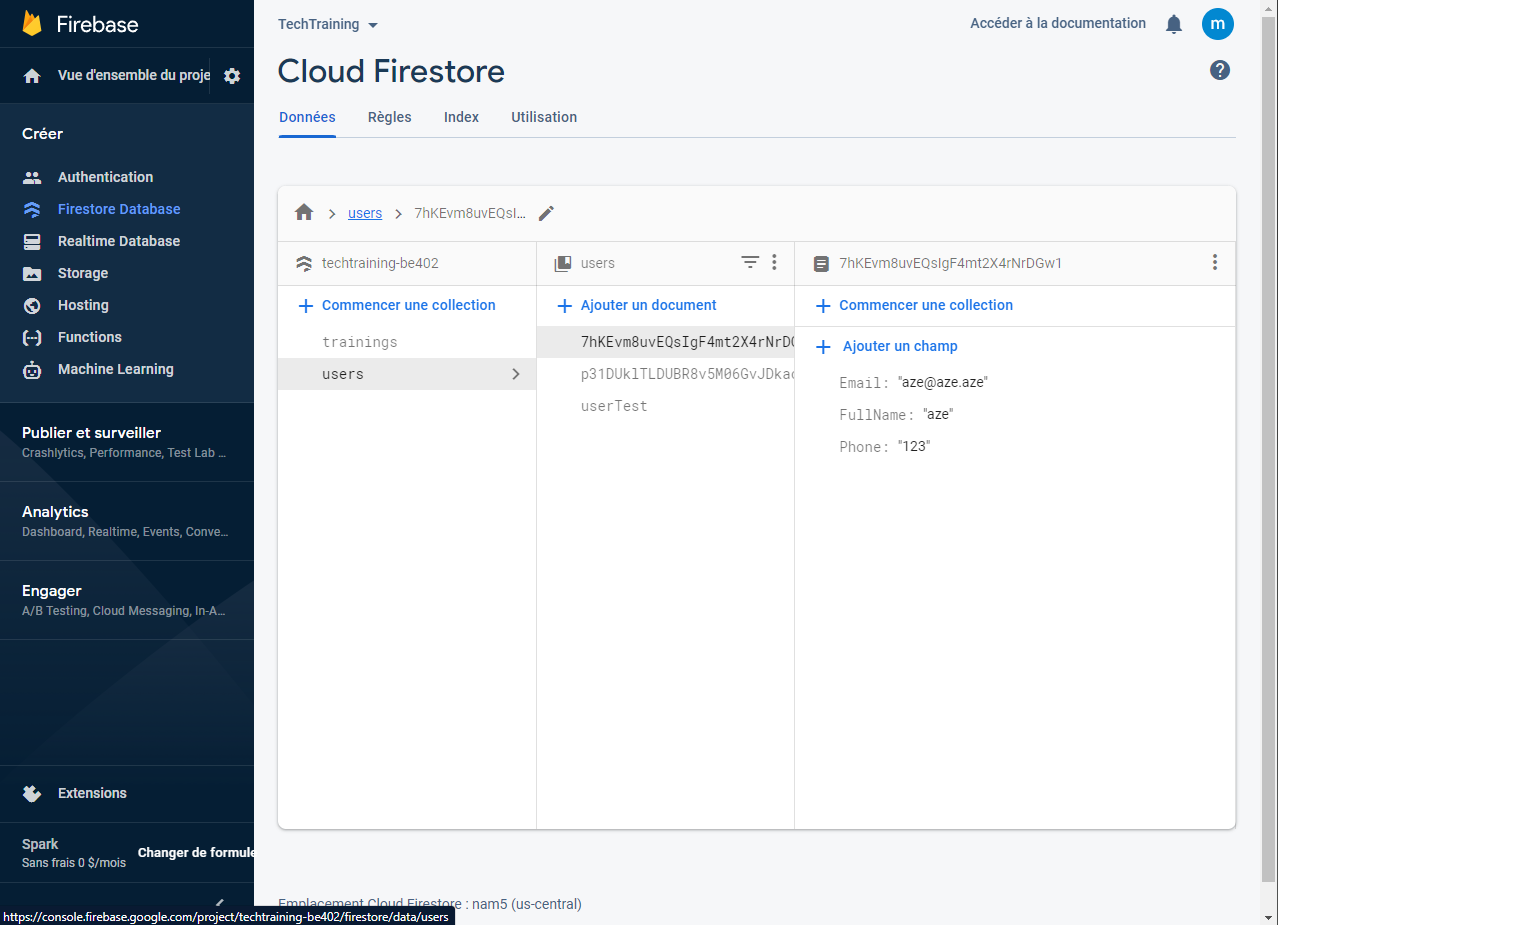 Firebase
Vue d'ensemble du proje
Créer
Authentication
Firestore Database
Realtime Database
Storage
Hosting
Functions
Machine Learning
Publier et surveiller
Crashlytics, Performance, Test Lab ...
Analytics
Dashboard, Realtime, Events, Conve...
Engager
A/B Testing, Cloud Messaging, In-A...
Extensions
Spark
Sans frais 0 $/mois
Changer de formule
TechTraining
Accéder à la documentation
m
Cloud Firestore
?
Données Règles Index Utilisation
users 7hKEvm8uvEQsI...
techtraining-be402
Commencer une collection
trainings
users
users
Ajouter un document
7hKEvm8uvEQsIgF4mt2X4rNrDG
p31DUklTLDUBR8v5M06GvJDkac
userTest
7hKEvm8uvEQsIgF4mt2X4rNrDGw1
Commencer une collection
Ajouter un champ
Email: "aze@aze.aze"
FullName: "aze"
Phone: "123"
Emplacement Cloud Firestore : nam5 (us-central)
https://console.firebase.google.com/project/techtraining-be402/firestore/data/users